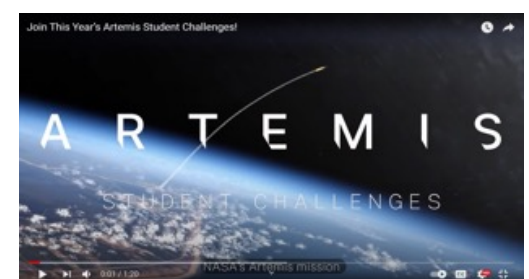 Join This Year's Artemis Student Challenges!
ARTEMIS
STUDENT CHALLENGES
NASA's Artemis mission
0:01 / 1:20